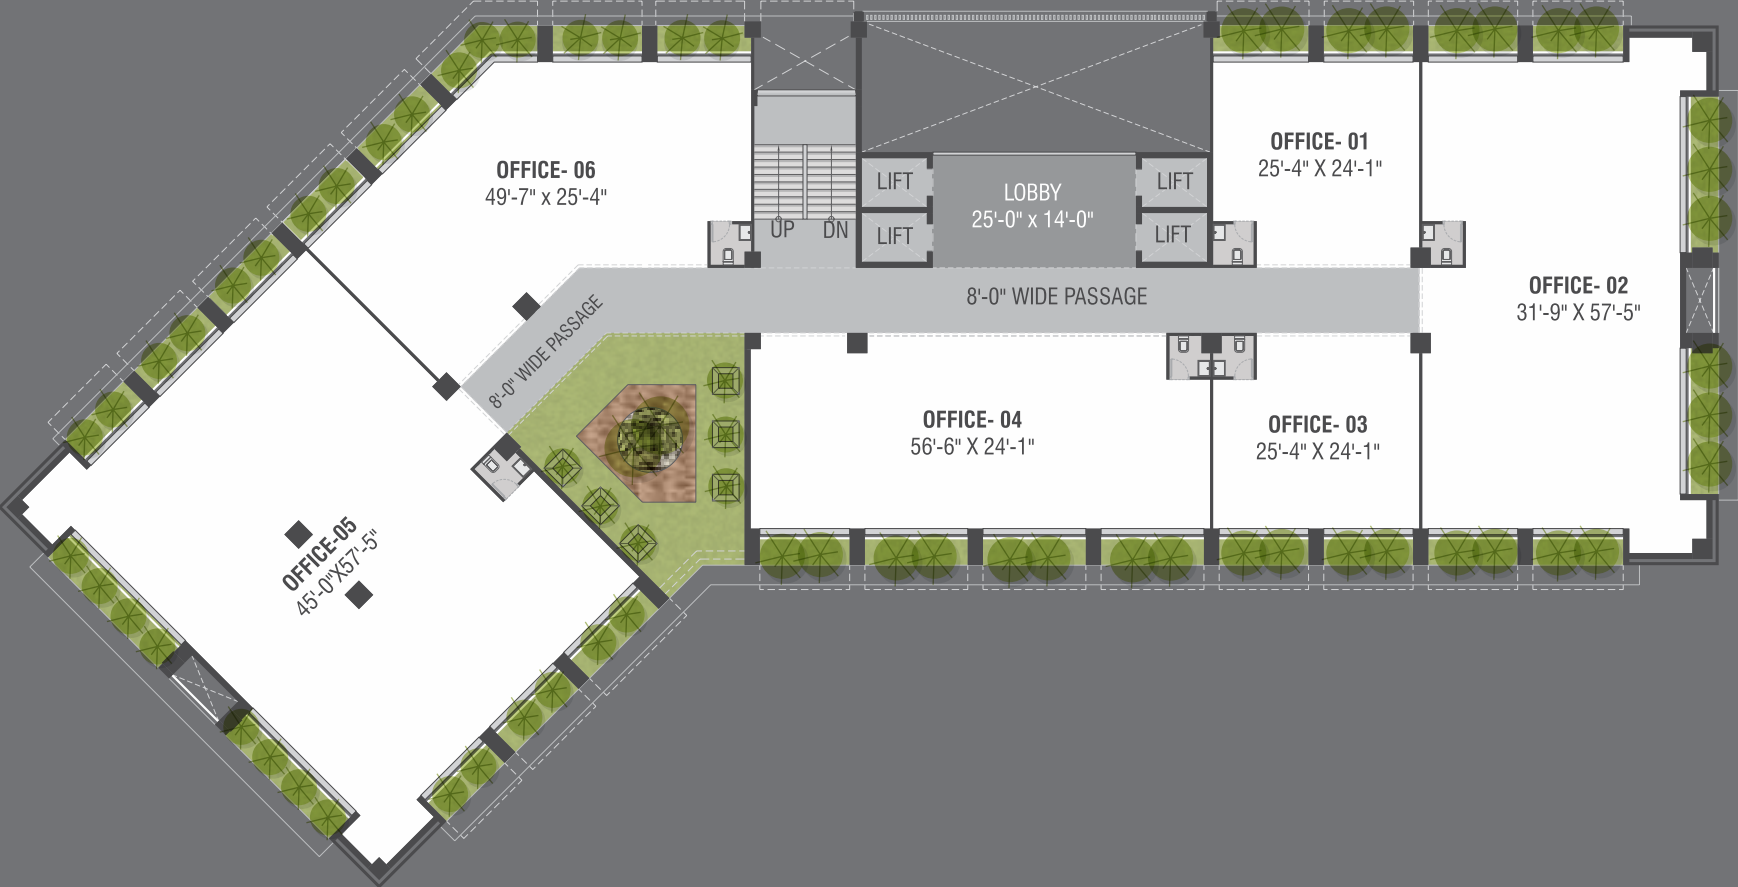 OFFICE- 06
49'-7" x 25'-4"
UP
DN
LIFT
LIFT
LOBBY
25'-0" x 14'-0"
LIFT
LIFT
OFFICE- 01
25'-4" X 24'-1"
OFFICE- 02
31'-9" X 57'-5"
8'-0" WIDE PASSAGE
8'-0" WIDE PASSAGE
OFFICE- 04
56'-6" X 24'-1"
OFFICE- 03
25'-4" X 24'-1"
OFFICE-05
45'-0"X57'-5"